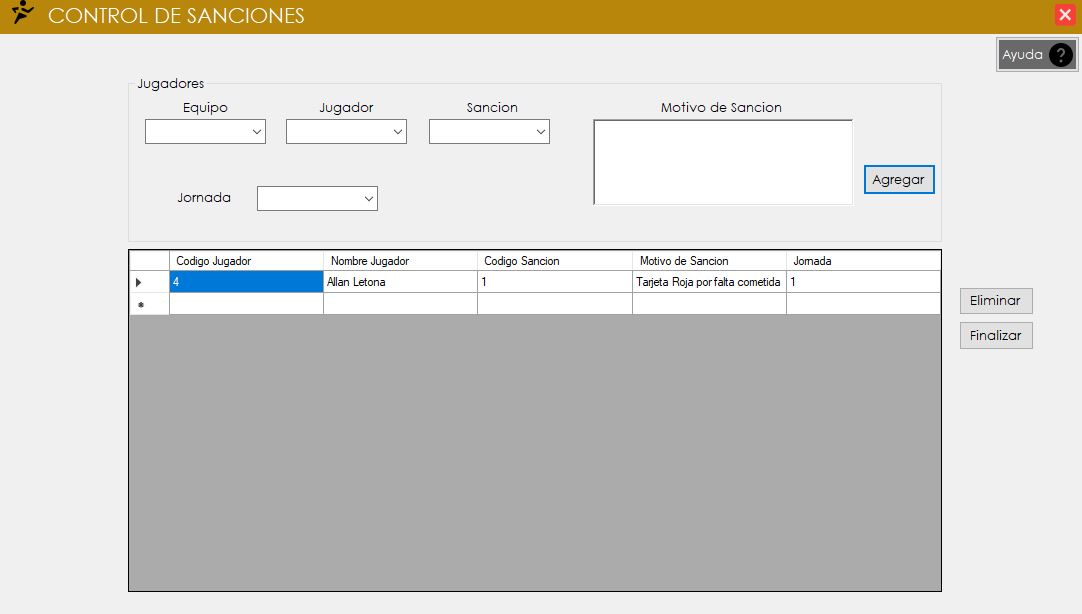 CONTROL DE SANCIONES
Ayuda ?
Jugadores
Equipo Jugador Sancion Motivo de Sancion
Agregar
Jornada
Codigo Jugador Nombre Jugador Codigo Sancion Motivo de Sancion Jornada
4 Allan Letona 1 Tarjeta Roja por falta cometida 1
Eliminar
Finalizar